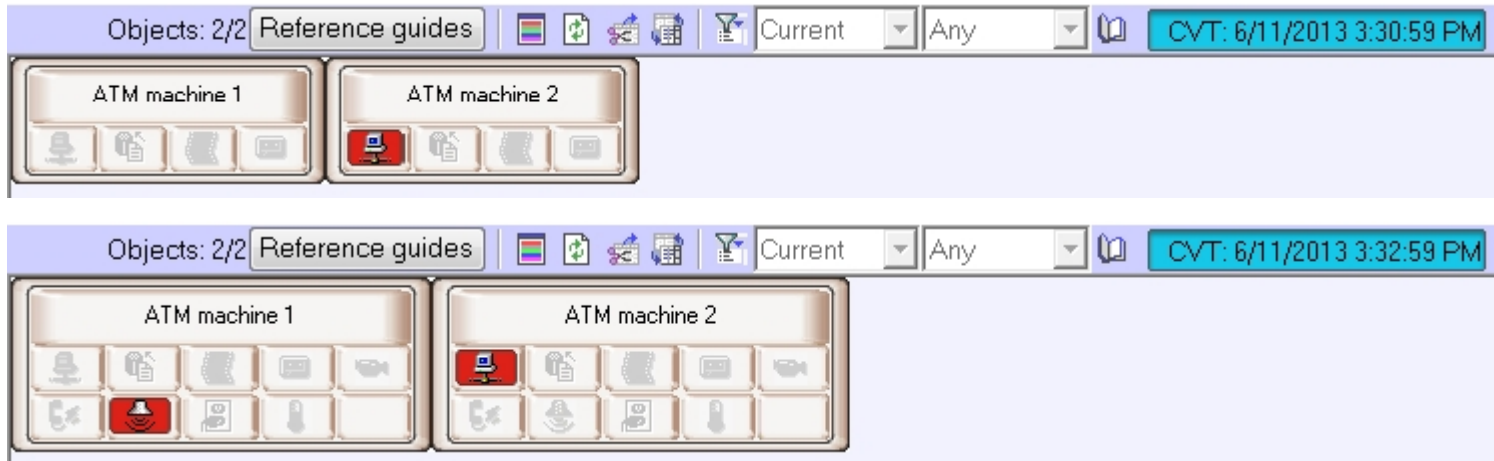 Objects: 2/2 Reference guides Current Any CVT: 6/11/2013 3:30:59 PM
ATM machine 1 ATM machine 2
Objects: 2/2 Reference guides Current Any CVT: 6/11/2013 3:32:59 PM
ATM machine 1 ATM machine 2